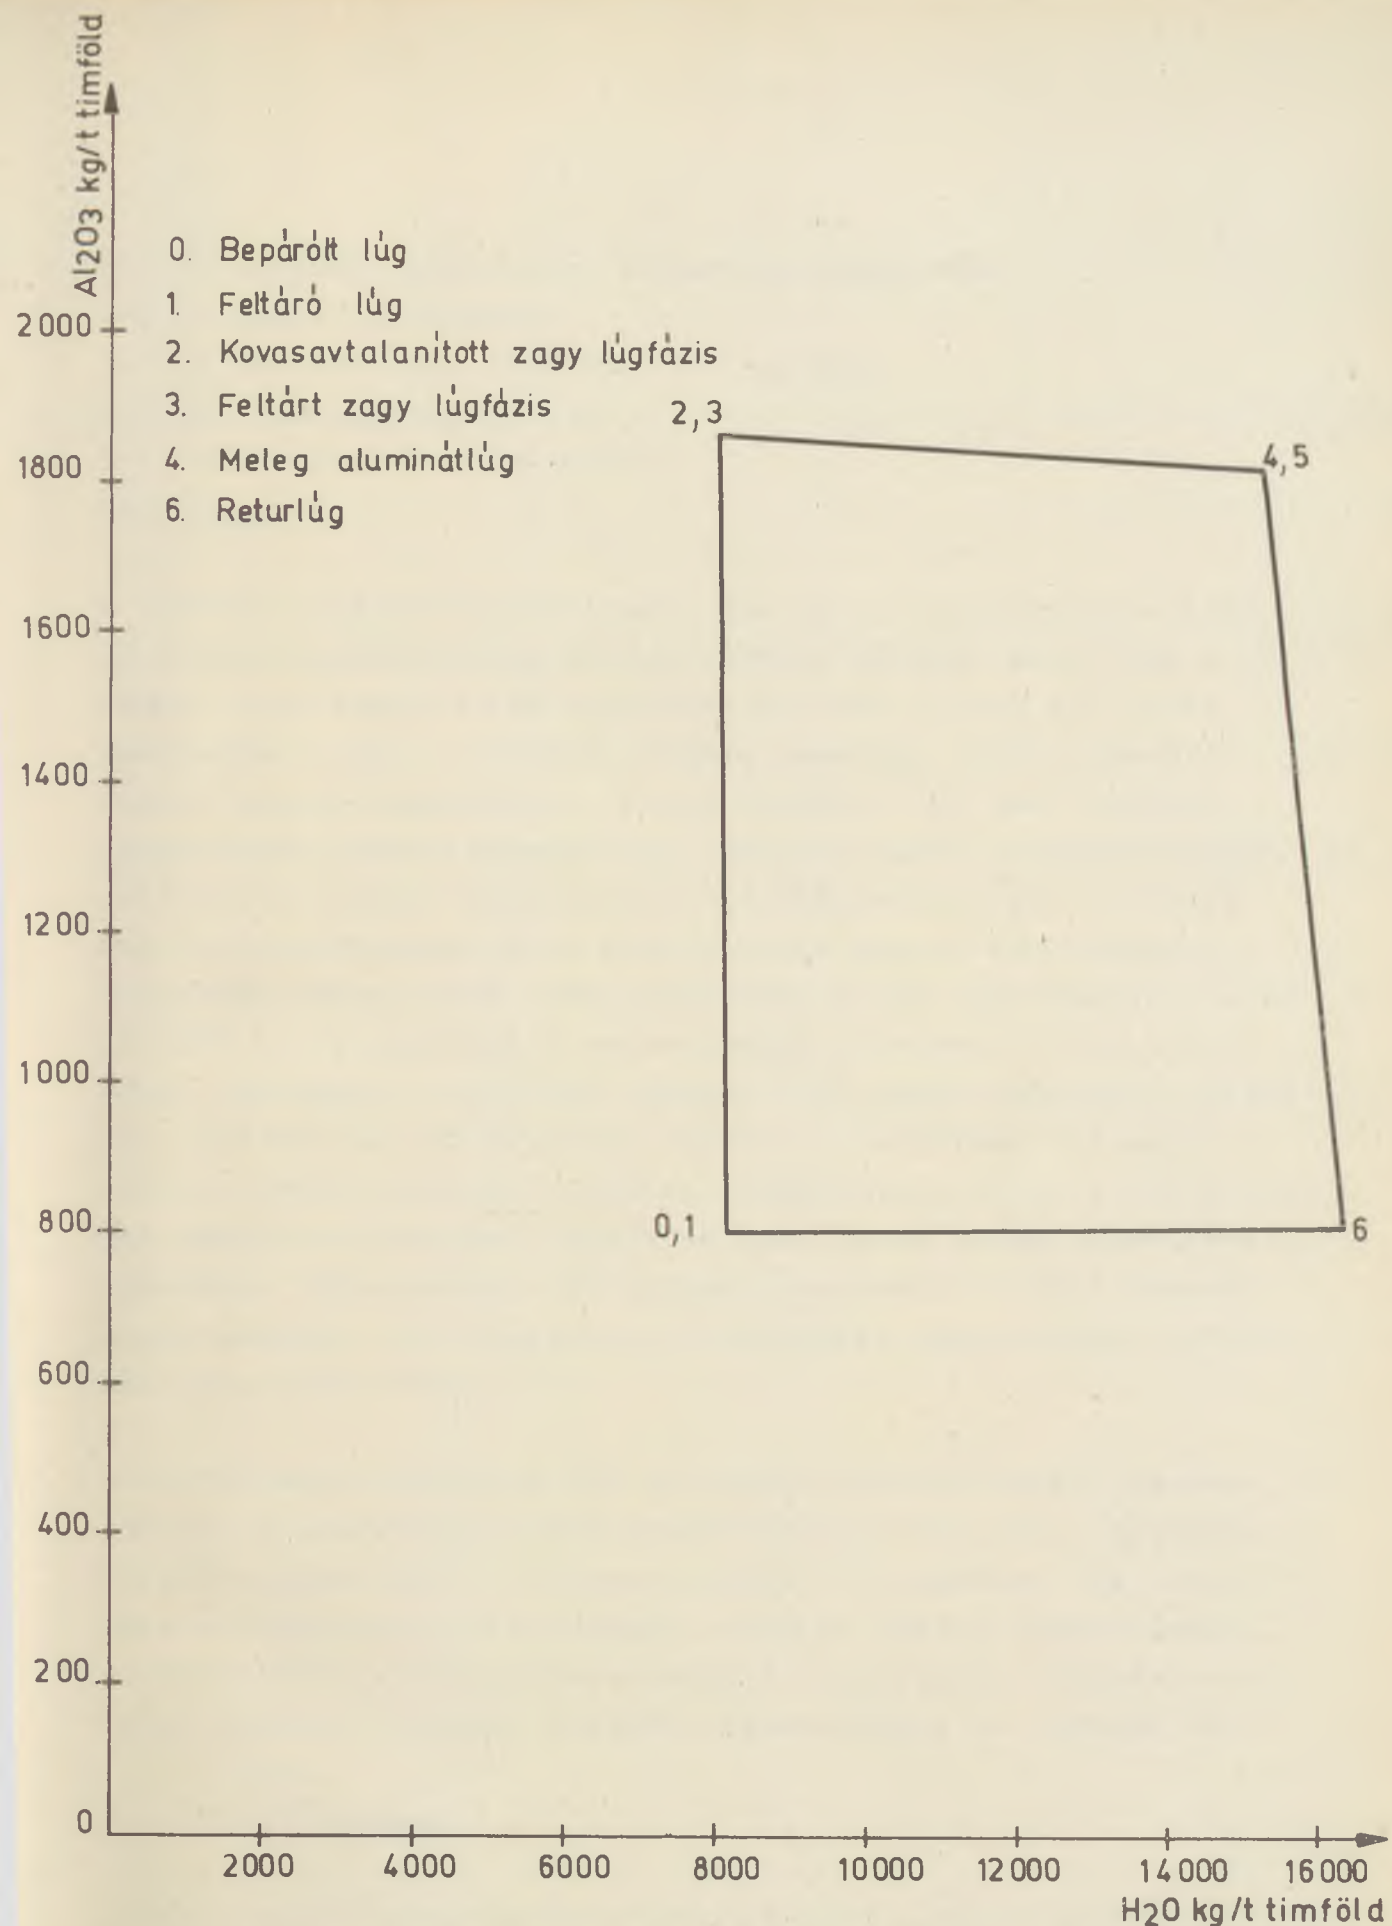 Al2O3 kg/t timföld
0. Bepárólt lúg
1. Feltáró lúg
2. Kovasavtalanított zagy lúgfázis
3. Feltárt zagy lúgfázis
4. Meleg aluminátlúg
6. Returlúg
2000
1800
1600
1400
1200
1000
800
600
400
200
0
2,3
4,5
0,1
6
2000 4000 6000 8000 10000 12000 14000 16000
H2O kg/t timföld